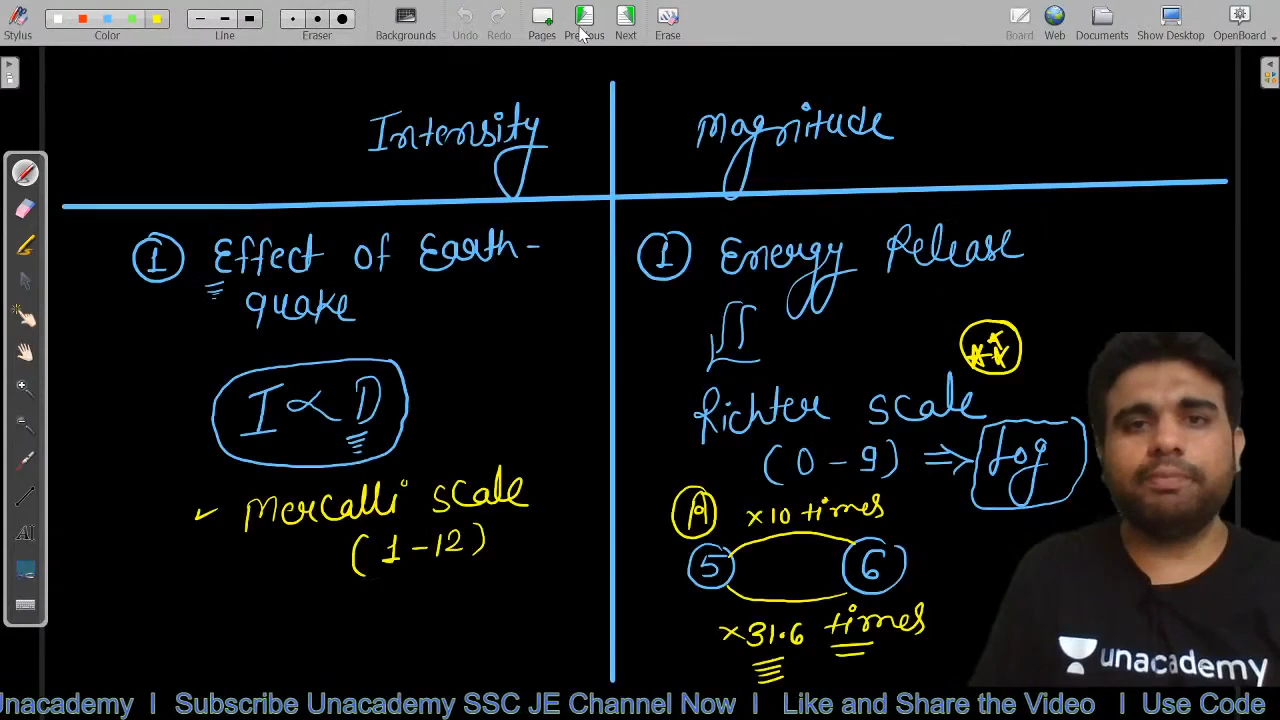 Stylus
Color
Line
Eraser
Backgrounds
Undo
Redo
Pages
Previous
Next
Erase
Board
Web
Documents
Show Desktop
OpenBoard
Intensity
Magnitude
1 Effect of Earth-
quake
I ∝ D
✓ Mercalli scale
(1-12)
1 Energy Release
Richter scale
(0-9) ⇒ Log
A ×10 times
5 6
×31.6 times
unacademy
Unacademy I Subscribe Unacademy SSC JE Channel Now I Like and Share the Video I Use Code